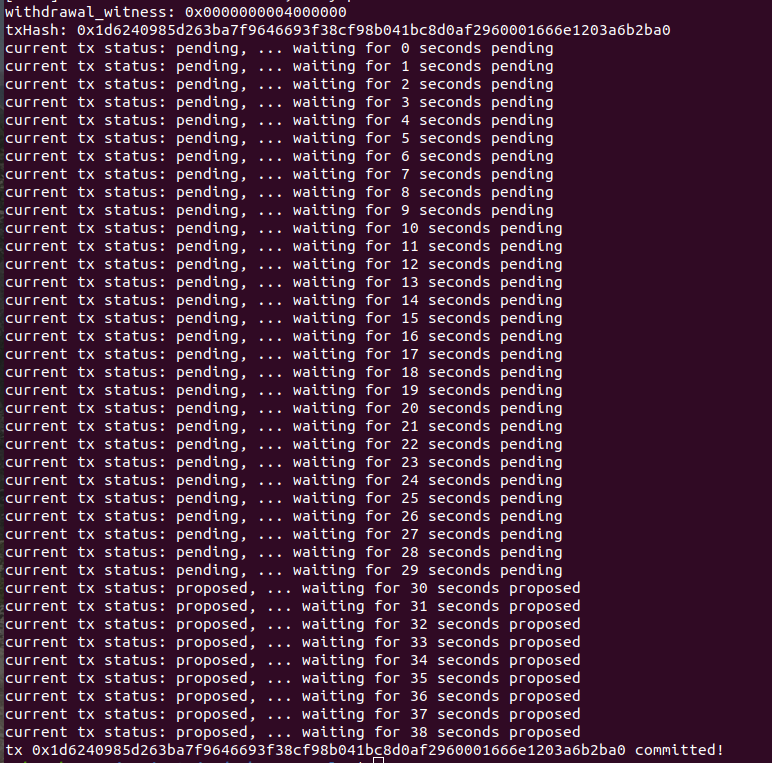 withdrawal_witness: 0x0000000004000000
txHash: 0x1d6240985d263ba7f9646693f38cf98b041bc8d0af2960001666e1203a6b2ba0
current tx status: pending, ... waiting for 0 seconds pending
current tx status: pending, ... waiting for 1 seconds pending
current tx status: pending, ... waiting for 2 seconds pending
current tx status: pending, ... waiting for 3 seconds pending
current tx status: pending, ... waiting for 4 seconds pending
current tx status: pending, ... waiting for 5 seconds pending
current tx status: pending, ... waiting for 6 seconds pending
current tx status: pending, ... waiting for 7 seconds pending
current tx status: pending, ... waiting for 8 seconds pending
current tx status: pending, ... waiting for 9 seconds pending
current tx status: pending, ... waiting for 10 seconds pending
current tx status: pending, ... waiting for 11 seconds pending
current tx status: pending, ... waiting for 12 seconds pending
current tx status: pending, ... waiting for 13 seconds pending
current tx status: pending, ... waiting for 14 seconds pending
current tx status: pending, ... waiting for 15 seconds pending
current tx status: pending, ... waiting for 16 seconds pending
current tx status: pending, ... waiting for 17 seconds pending
current tx status: pending, ... waiting for 18 seconds pending
current tx status: pending, ... waiting for 19 seconds pending
current tx status: pending, ... waiting for 20 seconds pending
current tx status: pending, ... waiting for 21 seconds pending
current tx status: pending, ... waiting for 22 seconds pending
current tx status: pending, ... waiting for 23 seconds pending
current tx status: pending, ... waiting for 24 seconds pending
current tx status: pending, ... waiting for 25 seconds pending
current tx status: pending, ... waiting for 26 seconds pending
current tx status: pending, ... waiting for 27 seconds pending
current tx status: pending, ... waiting for 28 seconds pending
current tx status: pending, ... waiting for 29 seconds pending
current tx status: proposed, ... waiting for 30 seconds proposed
current tx status: proposed, ... waiting for 31 seconds proposed
current tx status: proposed, ... waiting for 32 seconds proposed
current tx status: proposed, ... waiting for 33 seconds proposed
current tx status: proposed, ... waiting for 34 seconds proposed
current tx status: proposed, ... waiting for 35 seconds proposed
current tx status: proposed, ... waiting for 36 seconds proposed
current tx status: proposed, ... waiting for 37 seconds proposed
current tx status: proposed, ... waiting for 38 seconds proposed
tx 0x1d6240985d263ba7f9646693f38cf98b041bc8d0af2960001666e1203a6b2ba0 committed!